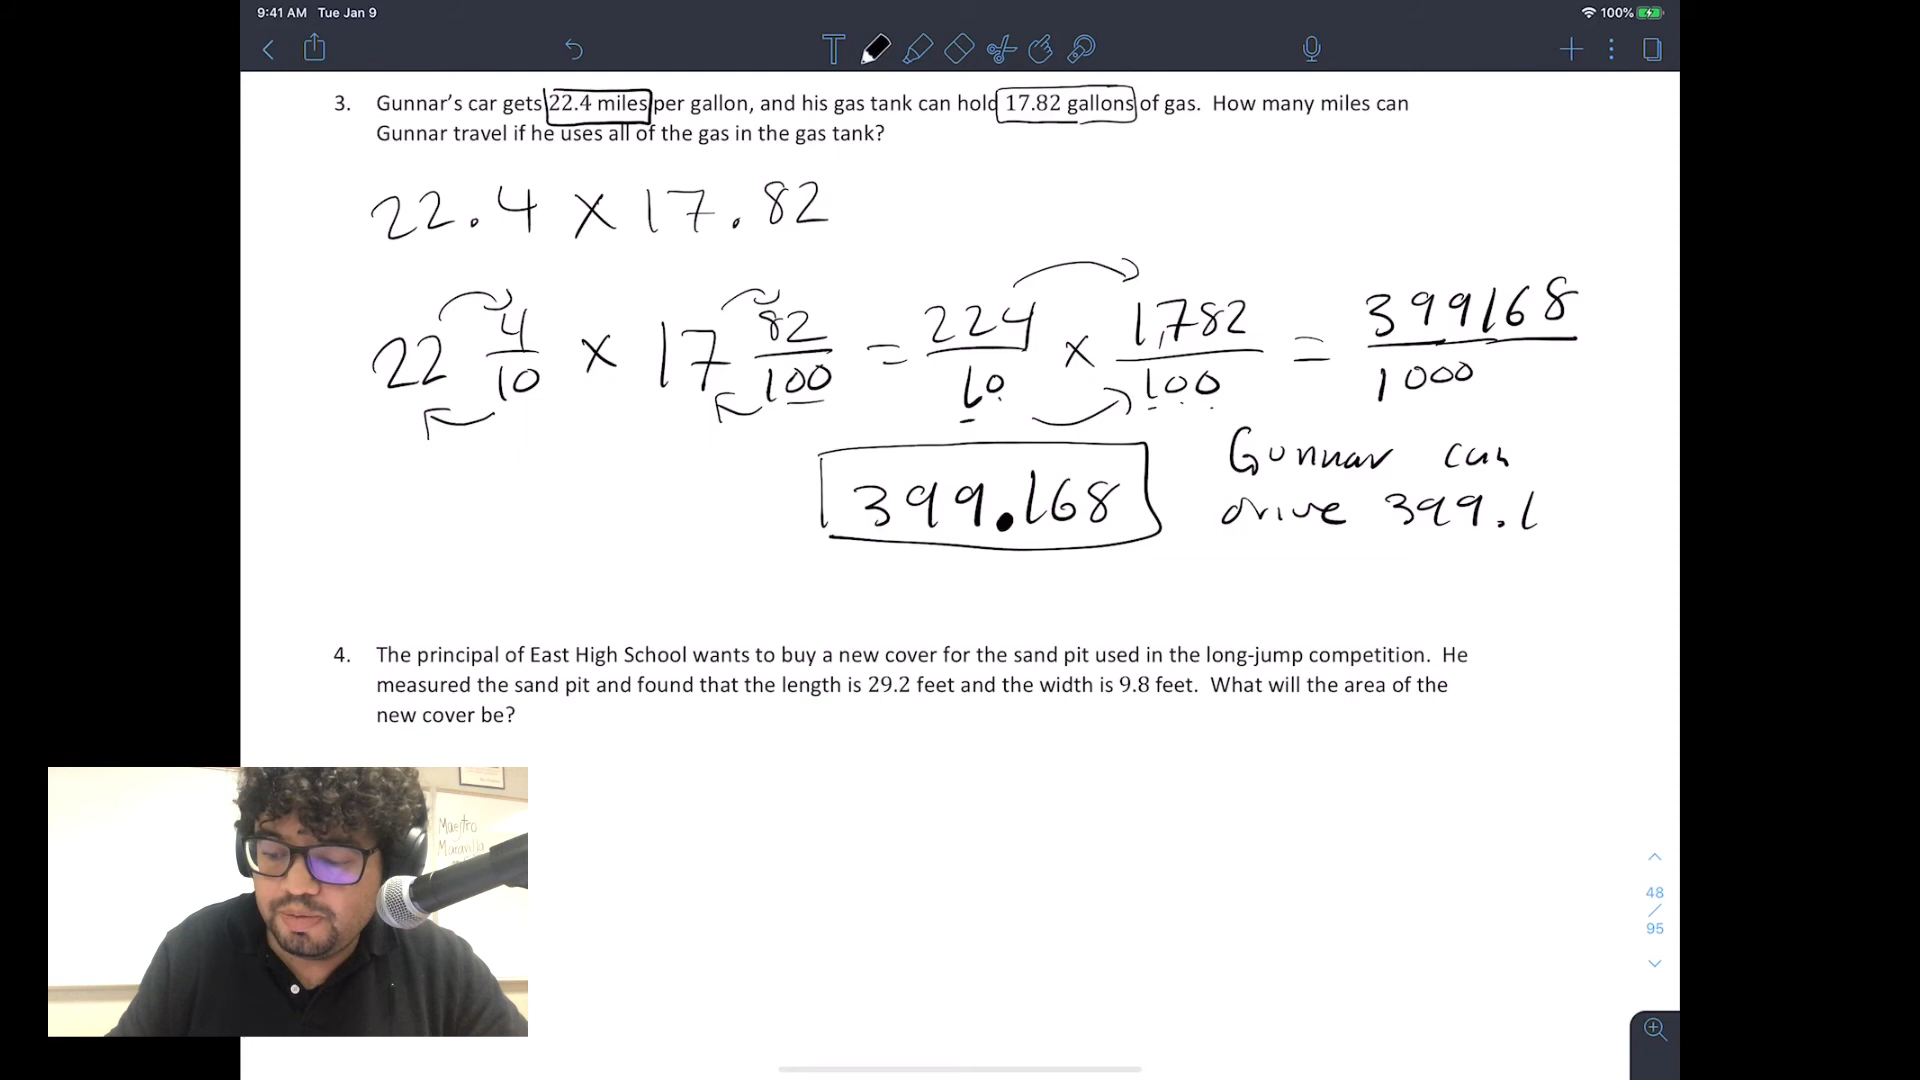 9:41 AM Tue Jan 9
100%
3. Gunnar's car gets 22.4 miles per gallon, and his gas tank can hold 17.82 gallons of gas. How many miles can
Gunnar travel if he uses all of the gas in the gas tank?
22.4 × 17.82
22 4/10 × 17 82/100 = 224/10 × 1,782/100 = 399168/1000
399.168
Gunnar can
drive 399.1
4. The principal of East High School wants to buy a new cover for the sand pit used in the long-jump competition. He
measured the sand pit and found that the length is 29.2 feet and the width is 9.8 feet. What will the area of the
new cover be?
Maestro
Maravilla
48
/
95